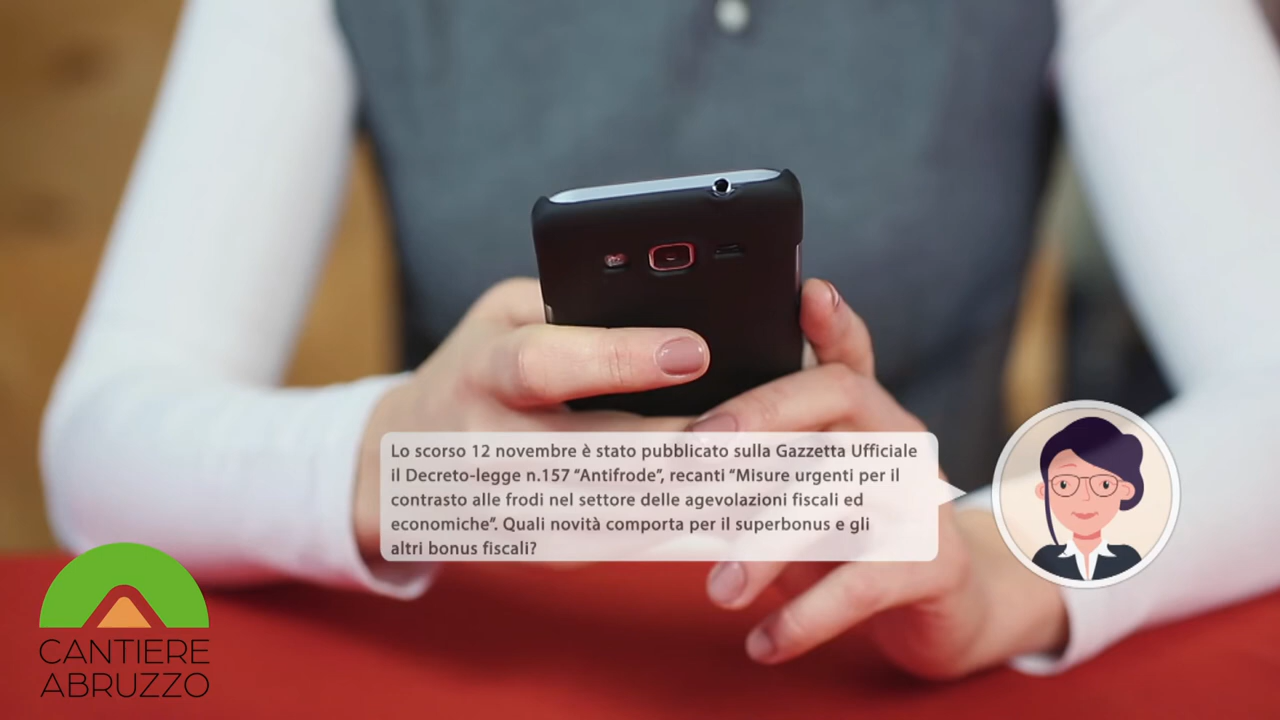 Lo scorso 12 novembre è stato pubblicato sulla Gazzetta Ufficiale
il Decreto-legge n.157 “Antifrode”, recanti “Misure urgenti per il
contrasto alle frodi nel settore delle agevolazioni fiscali ed
economiche”. Quali novità comporta per il superbonus e gli
altri bonus fiscali?
CANTIERE
ABRUZZO